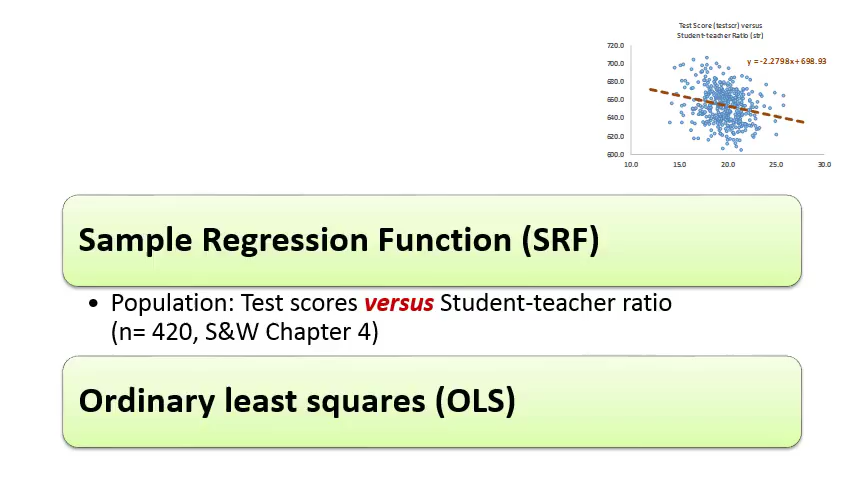 Test Score (testscr) versus
Student-teacher Ratio (str)
720.0
700.0
680.0
660.0
640.0
620.0
600.0
y = -2.2798x + 698.93
10.0 15.0 20.0 25.0 30.0
Sample Regression Function (SRF)
• Population: Test scores versus Student-teacher ratio
(n= 420, S&W Chapter 4)
Ordinary least squares (OLS)